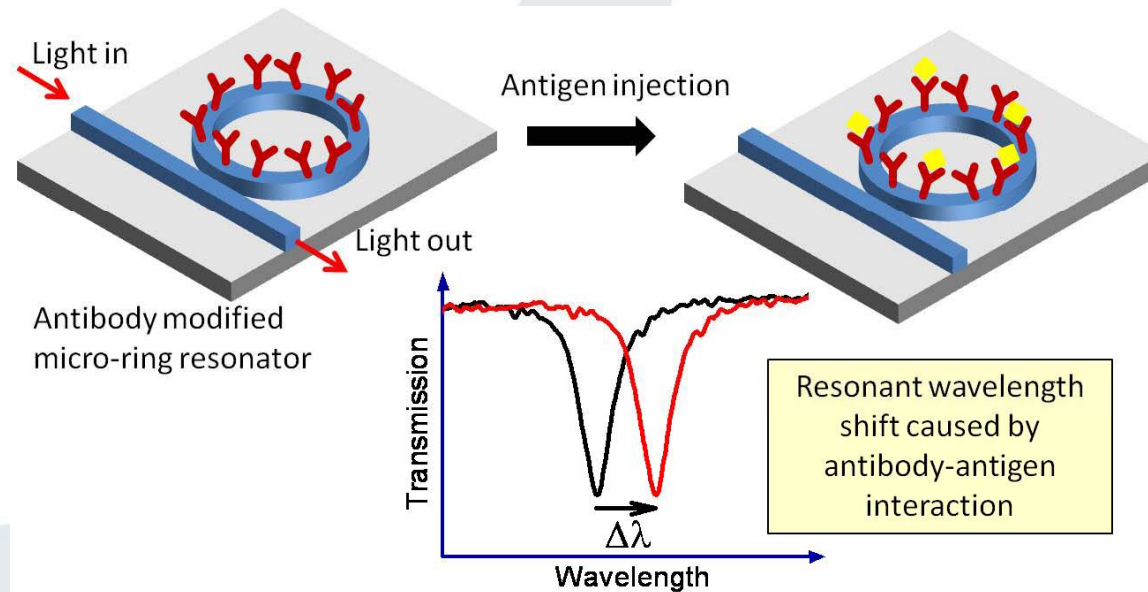 Light in
Antigen injection
Light out
Antibody modified
micro-ring resonator
Transmission
Δλ
Wavelength
Resonant wavelength
shift caused by
antibody-antigen
interaction